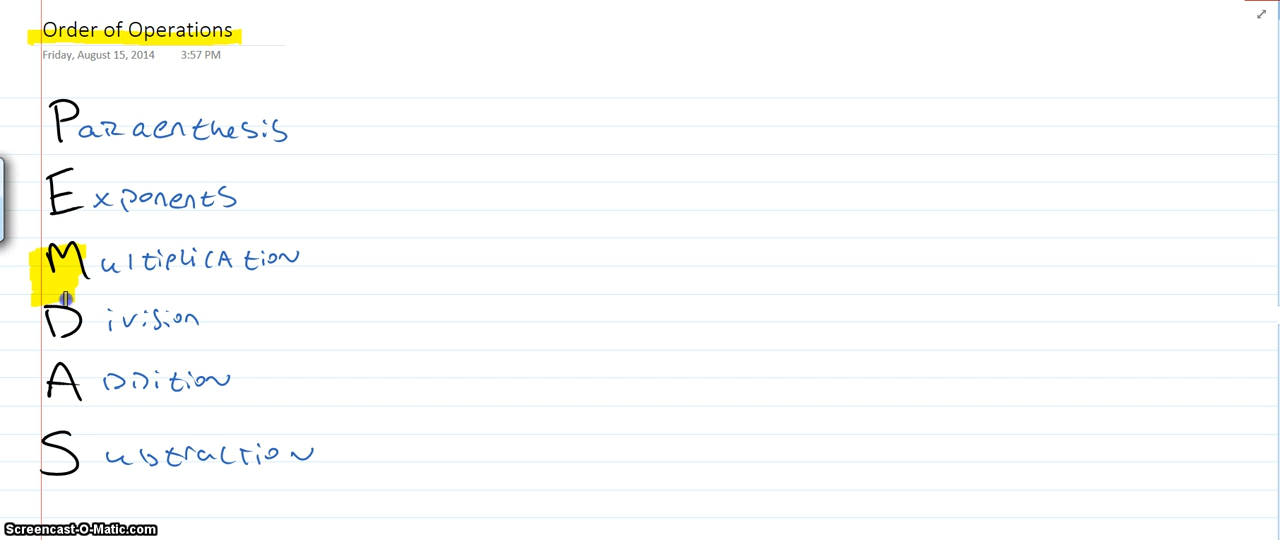 Order of Operations
Friday, August 15, 2014 3:57 PM
Paraenthesis
Exponents
Multiplication
Division
Addition
Subtraction
Screencast-O-Matic.com